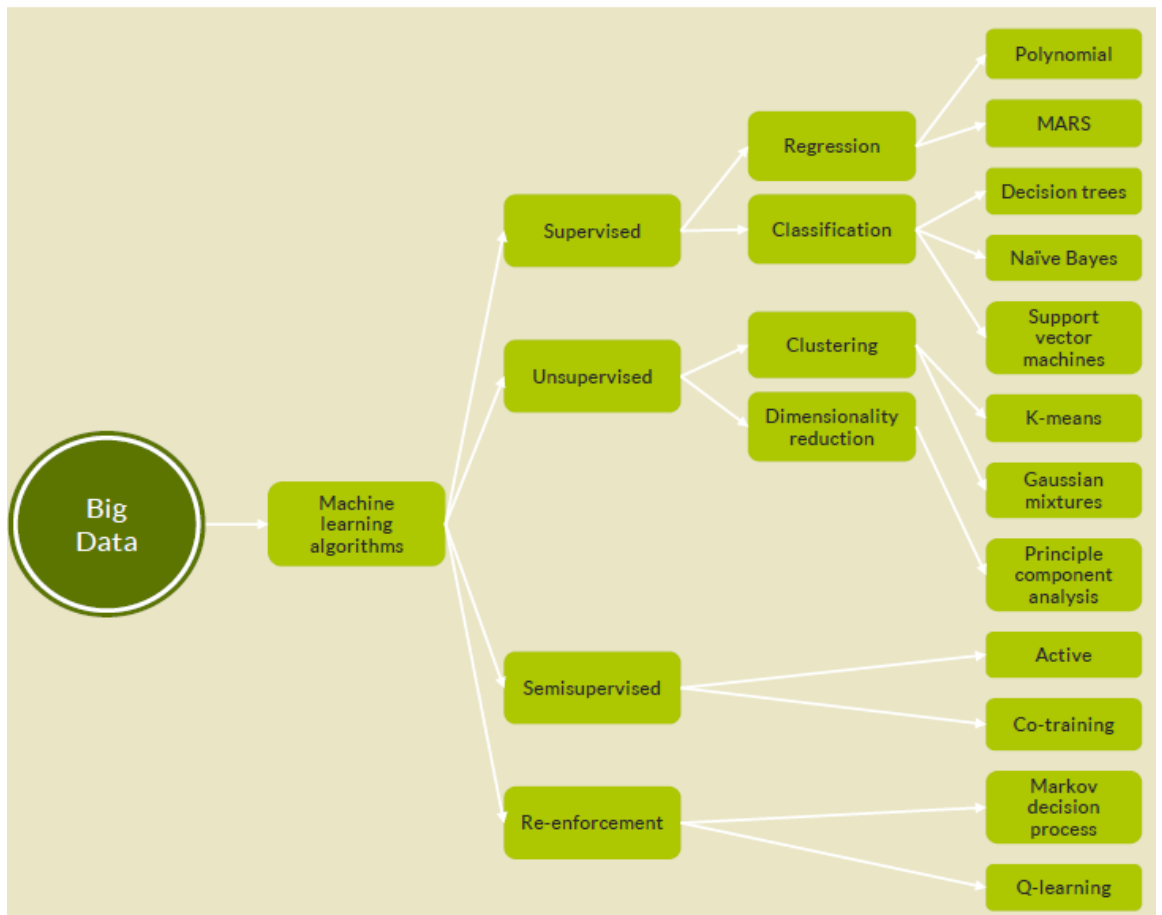 Big
Data
Machine
learning
algorithms
Supervised
Unsupervised
Semisupervised
Re-enforcement
Regression
Classification
Clustering
Dimensionality
reduction
Polynomial
MARS
Decision trees
Naïve Bayes
Support
vector
machines
K-means
Gaussian
mixtures
Principle
component
analysis
Active
Co-training
Markov
decision
process
Q-learning